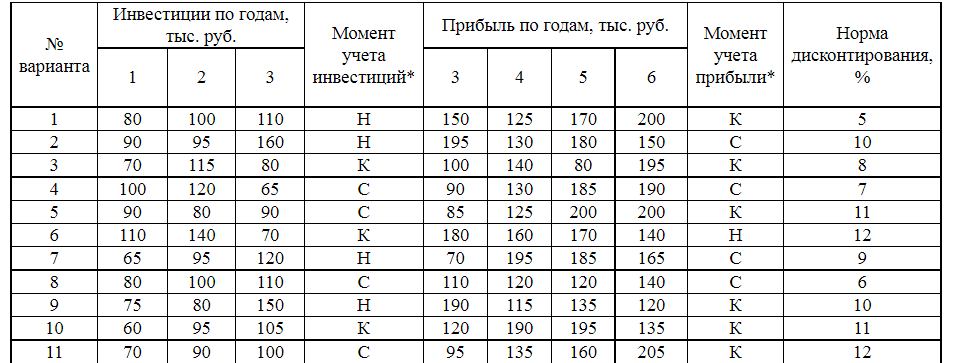 № варианта Инвестиции по годам, тыс. руб. Момент учета инвестиций* Прибыль по годам, тыс. руб. Момент учета прибыли* Норма дисконтирования, %
1 2 3 3 4 5 6
1 80 100 110 Н 150 125 170 200 К 5
2 90 95 160 Н 195 130 180 150 С 10
3 70 115 80 К 100 140 80 195 К 8
4 100 120 65 С 90 130 185 190 С 7
5 90 80 90 С 85 125 200 200 К 11
6 110 140 70 К 180 160 170 140 Н 12
7 65 95 120 Н 70 195 185 165 С 9
8 80 100 110 С 110 120 120 140 С 6
9 75 80 150 Н 190 115 135 120 К 10
10 60 95 105 К 120 190 195 135 К 11
11 70 90 100 С 95 135 160 205 К 12